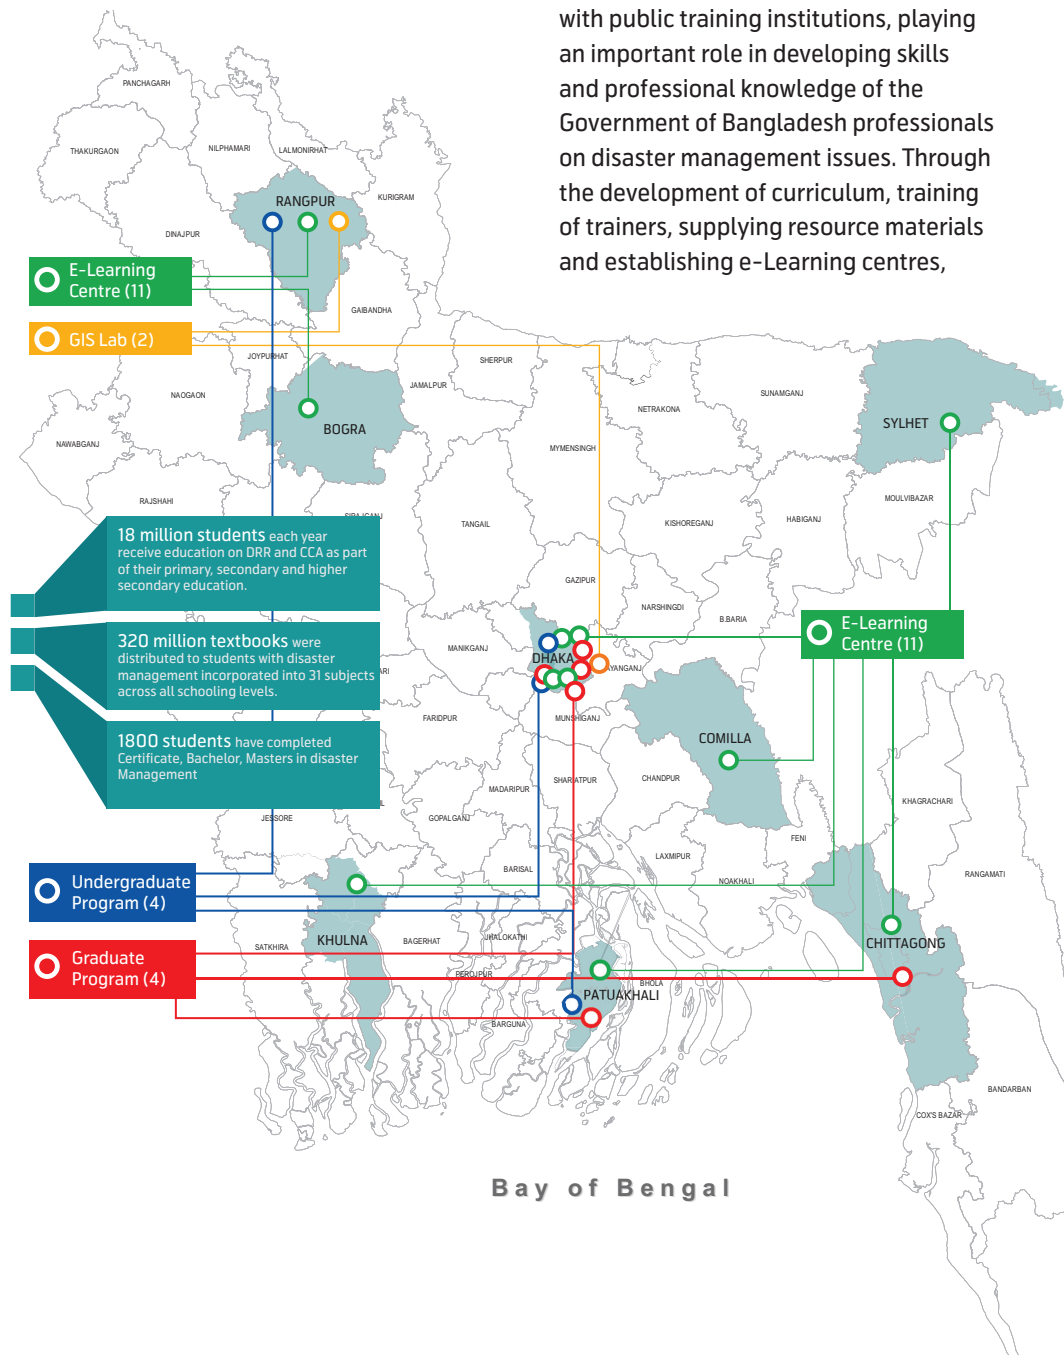 with public training institutions, playing
an important role in developing skills
and professional knowledge of the
Government of Bangladesh professionals
on disaster management issues. Through
the development of curriculum, training
of trainers, supplying resource materials
and establishing e-Learning centres,
PANCHAGARH
THAKURGAON
NILPHAMARI
LALMONIRHAT
KURIGRAM
RANGPUR
DINAJPUR
E-Learning
Centre (11)
GAIBANDHA
GIS Lab (2)
JOYPURHAT
SHERPUR
JAMALPUR
NAOGAON
NETRAKONA
SUNAMGANJ
SYLHET
BOGRA
NAWABGANJ
MYMENSINGH
RAJSHAHI
MOULVIBAZAR
HABIGANJ
KISHOREGANJ
TANGAIL
18 million students each year
receive education on DRR and CCA as part
of their primary, secondary and higher
secondary education.
GAZIPUR
NARSHINGDI
B.BARIA
E-Learning
Centre (11)
320 million textbooks were
distributed to students with disaster
management incorporated into 31 subjects
across all schooling levels.
MANIKGANJ
DHAKA
AYANGANJ
ARI
FARIDPUR
MUNSHIGANJ
COMILLA
1800 students have completed
Certificate, Bachelor, Masters in disaster
Management
SHARIATPUR
CHANDPUR
MADARIPUR
GOPALGANJ
JESSORE
KHAGRACHARI
FENI
LAXMIPUR
BARISAL
NOAKHALI
RANGAMATI
Undergraduate
Program (4)
KHULNA
BAGERHAT
JHALOKATHI
SATKHIRA
CHITTAGONG
Graduate
Program (4)
PEROJPUR
BHOLA
PATUAKHALI
BARGUNA
BANDARBAN
COX'S BAZAR
Bay of Bengal